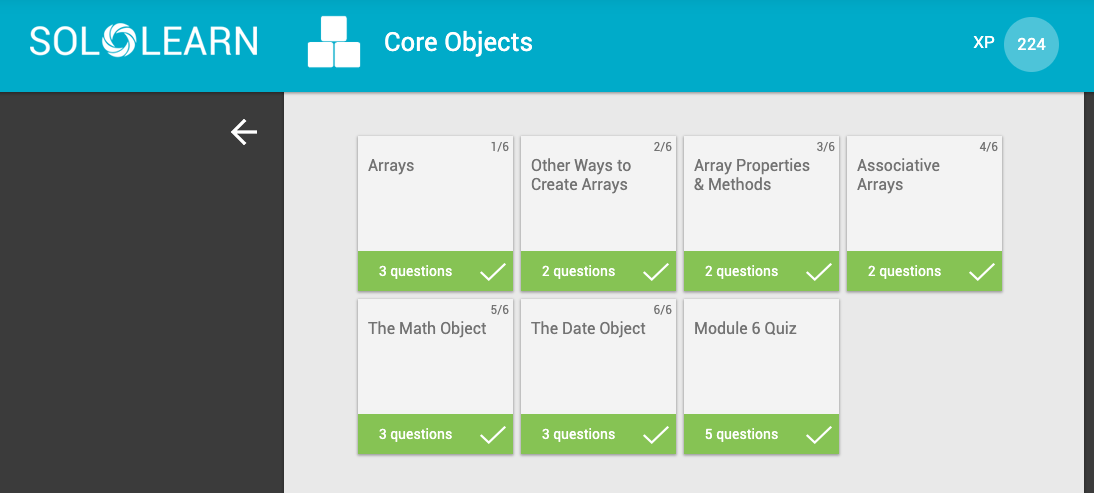 SOLOLEARN
Core Objects
XP 224
1/6
Arrays
3 questions
2/6
Other Ways to
Create Arrays
2 questions
3/6
Array Properties
& Methods
2 questions
4/6
Associative
Arrays
2 questions
5/6
The Math Object
3 questions
6/6
The Date Object
3 questions
Module 6 Quiz
5 questions